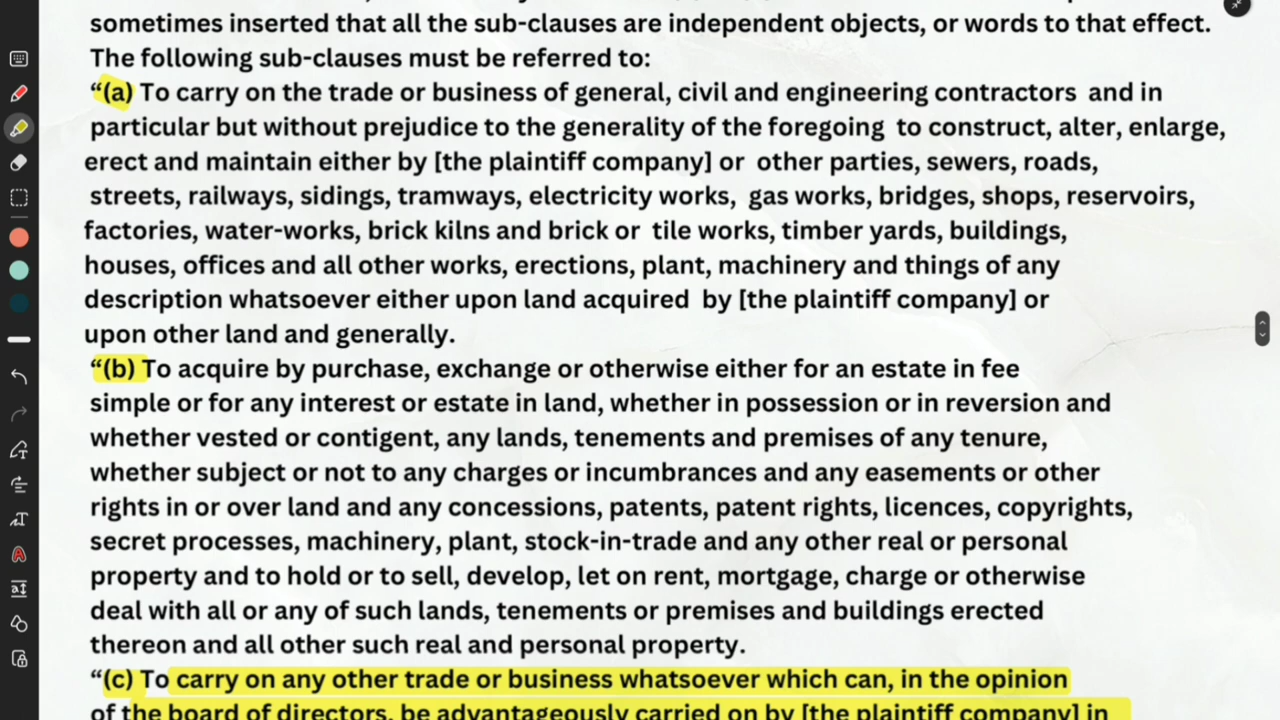 sometimes inserted that all the sub-clauses are independent objects, or words to that effect.
The following sub-clauses must be referred to:
“(a) To carry on the trade or business of general, civil and engineering contractors and in
particular but without prejudice to the generality of the foregoing to construct, alter, enlarge,
erect and maintain either by [the plaintiff company] or other parties, sewers, roads,
streets, railways, sidings, tramways, electricity works, gas works, bridges, shops, reservoirs,
factories, water-works, brick kilns and brick or tile works, timber yards, buildings,
houses, offices and all other works, erections, plant, machinery and things of any
description whatsoever either upon land acquired by [the plaintiff company] or
upon other land and generally.
“(b) To acquire by purchase, exchange or otherwise either for an estate in fee
simple or for any interest or estate in land, whether in possession or in reversion and
whether vested or contigent, any lands, tenements and premises of any tenure,
whether subject or not to any charges or incumbrances and any easements or other
rights in or over land and any concessions, patents, patent rights, licences, copyrights,
secret processes, machinery, plant, stock-in-trade and any other real or personal
property and to hold or to sell, develop, let on rent, mortgage, charge or otherwise
deal with all or any of such lands, tenements or premises and buildings erected
thereon and all other such real and personal property.
“(c) To carry on any other trade or business whatsoever which can, in the opinion
of the board of directors, be advantageously carried on by [the plaintiff company] in